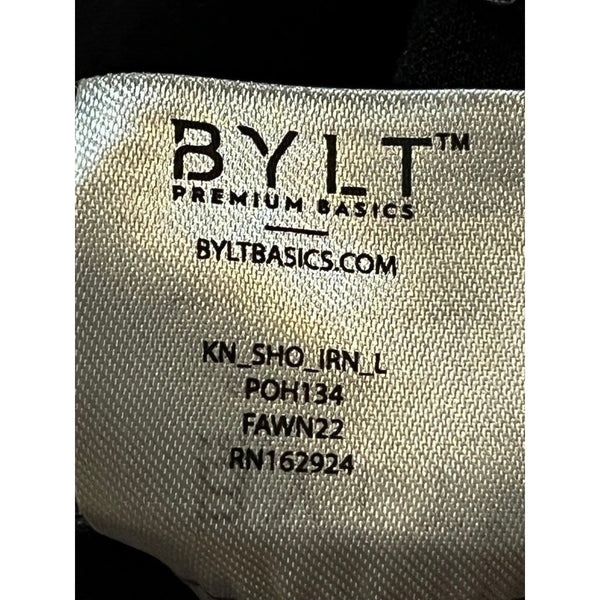 BYLT™
PREMIUM BASICS
BYLTBASICS.COM
KN_SHO_IRN_L
POH134
FAWN22
RN162924